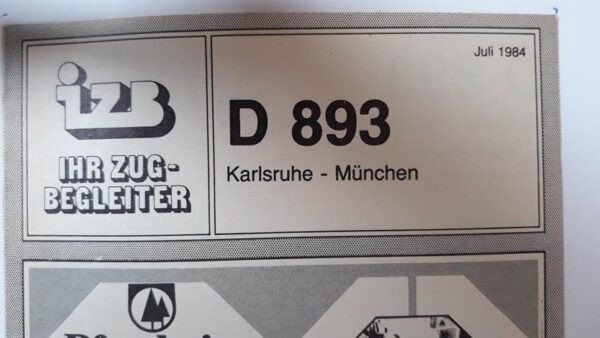 Juli 1984
izB
IHR ZUG-
BEGLEITER
D 893
Karlsruhe - München